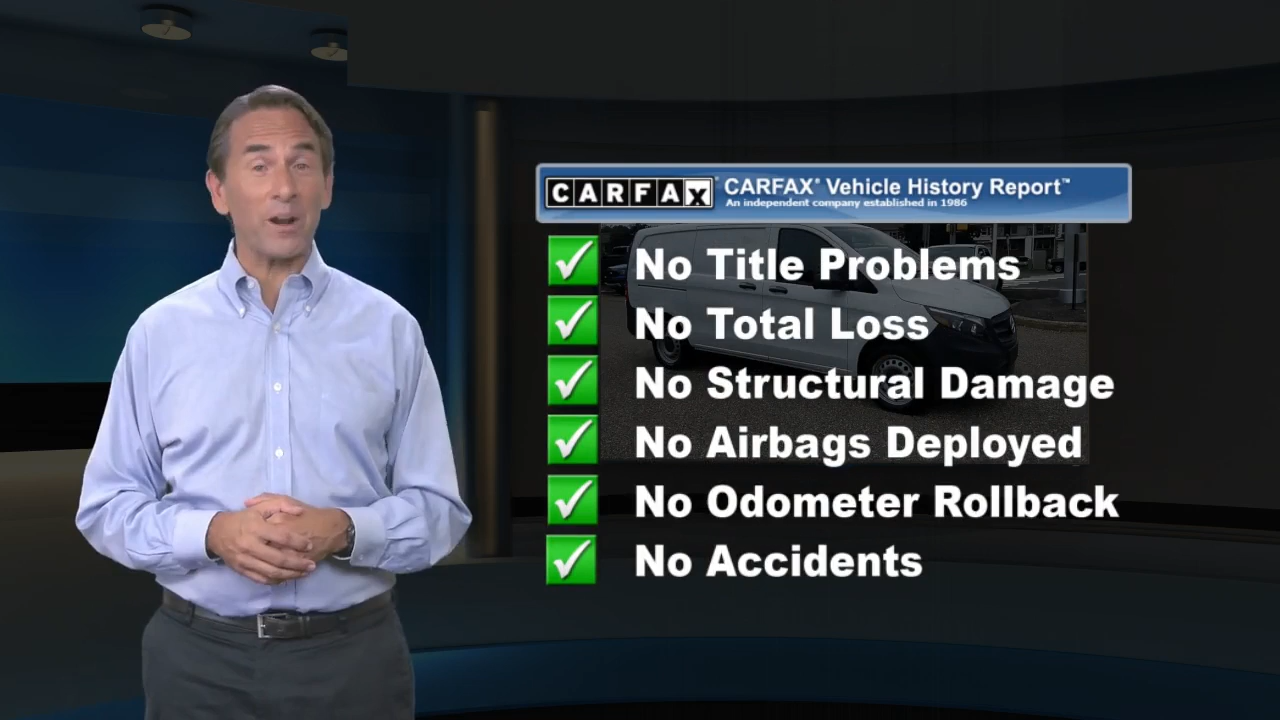 CARFAX® CARFAX® Vehicle History Report™
An independent company established in 1986
No Title Problems
No Total Loss
No Structural Damage
No Airbags Deployed
No Odometer Rollback
No Accidents